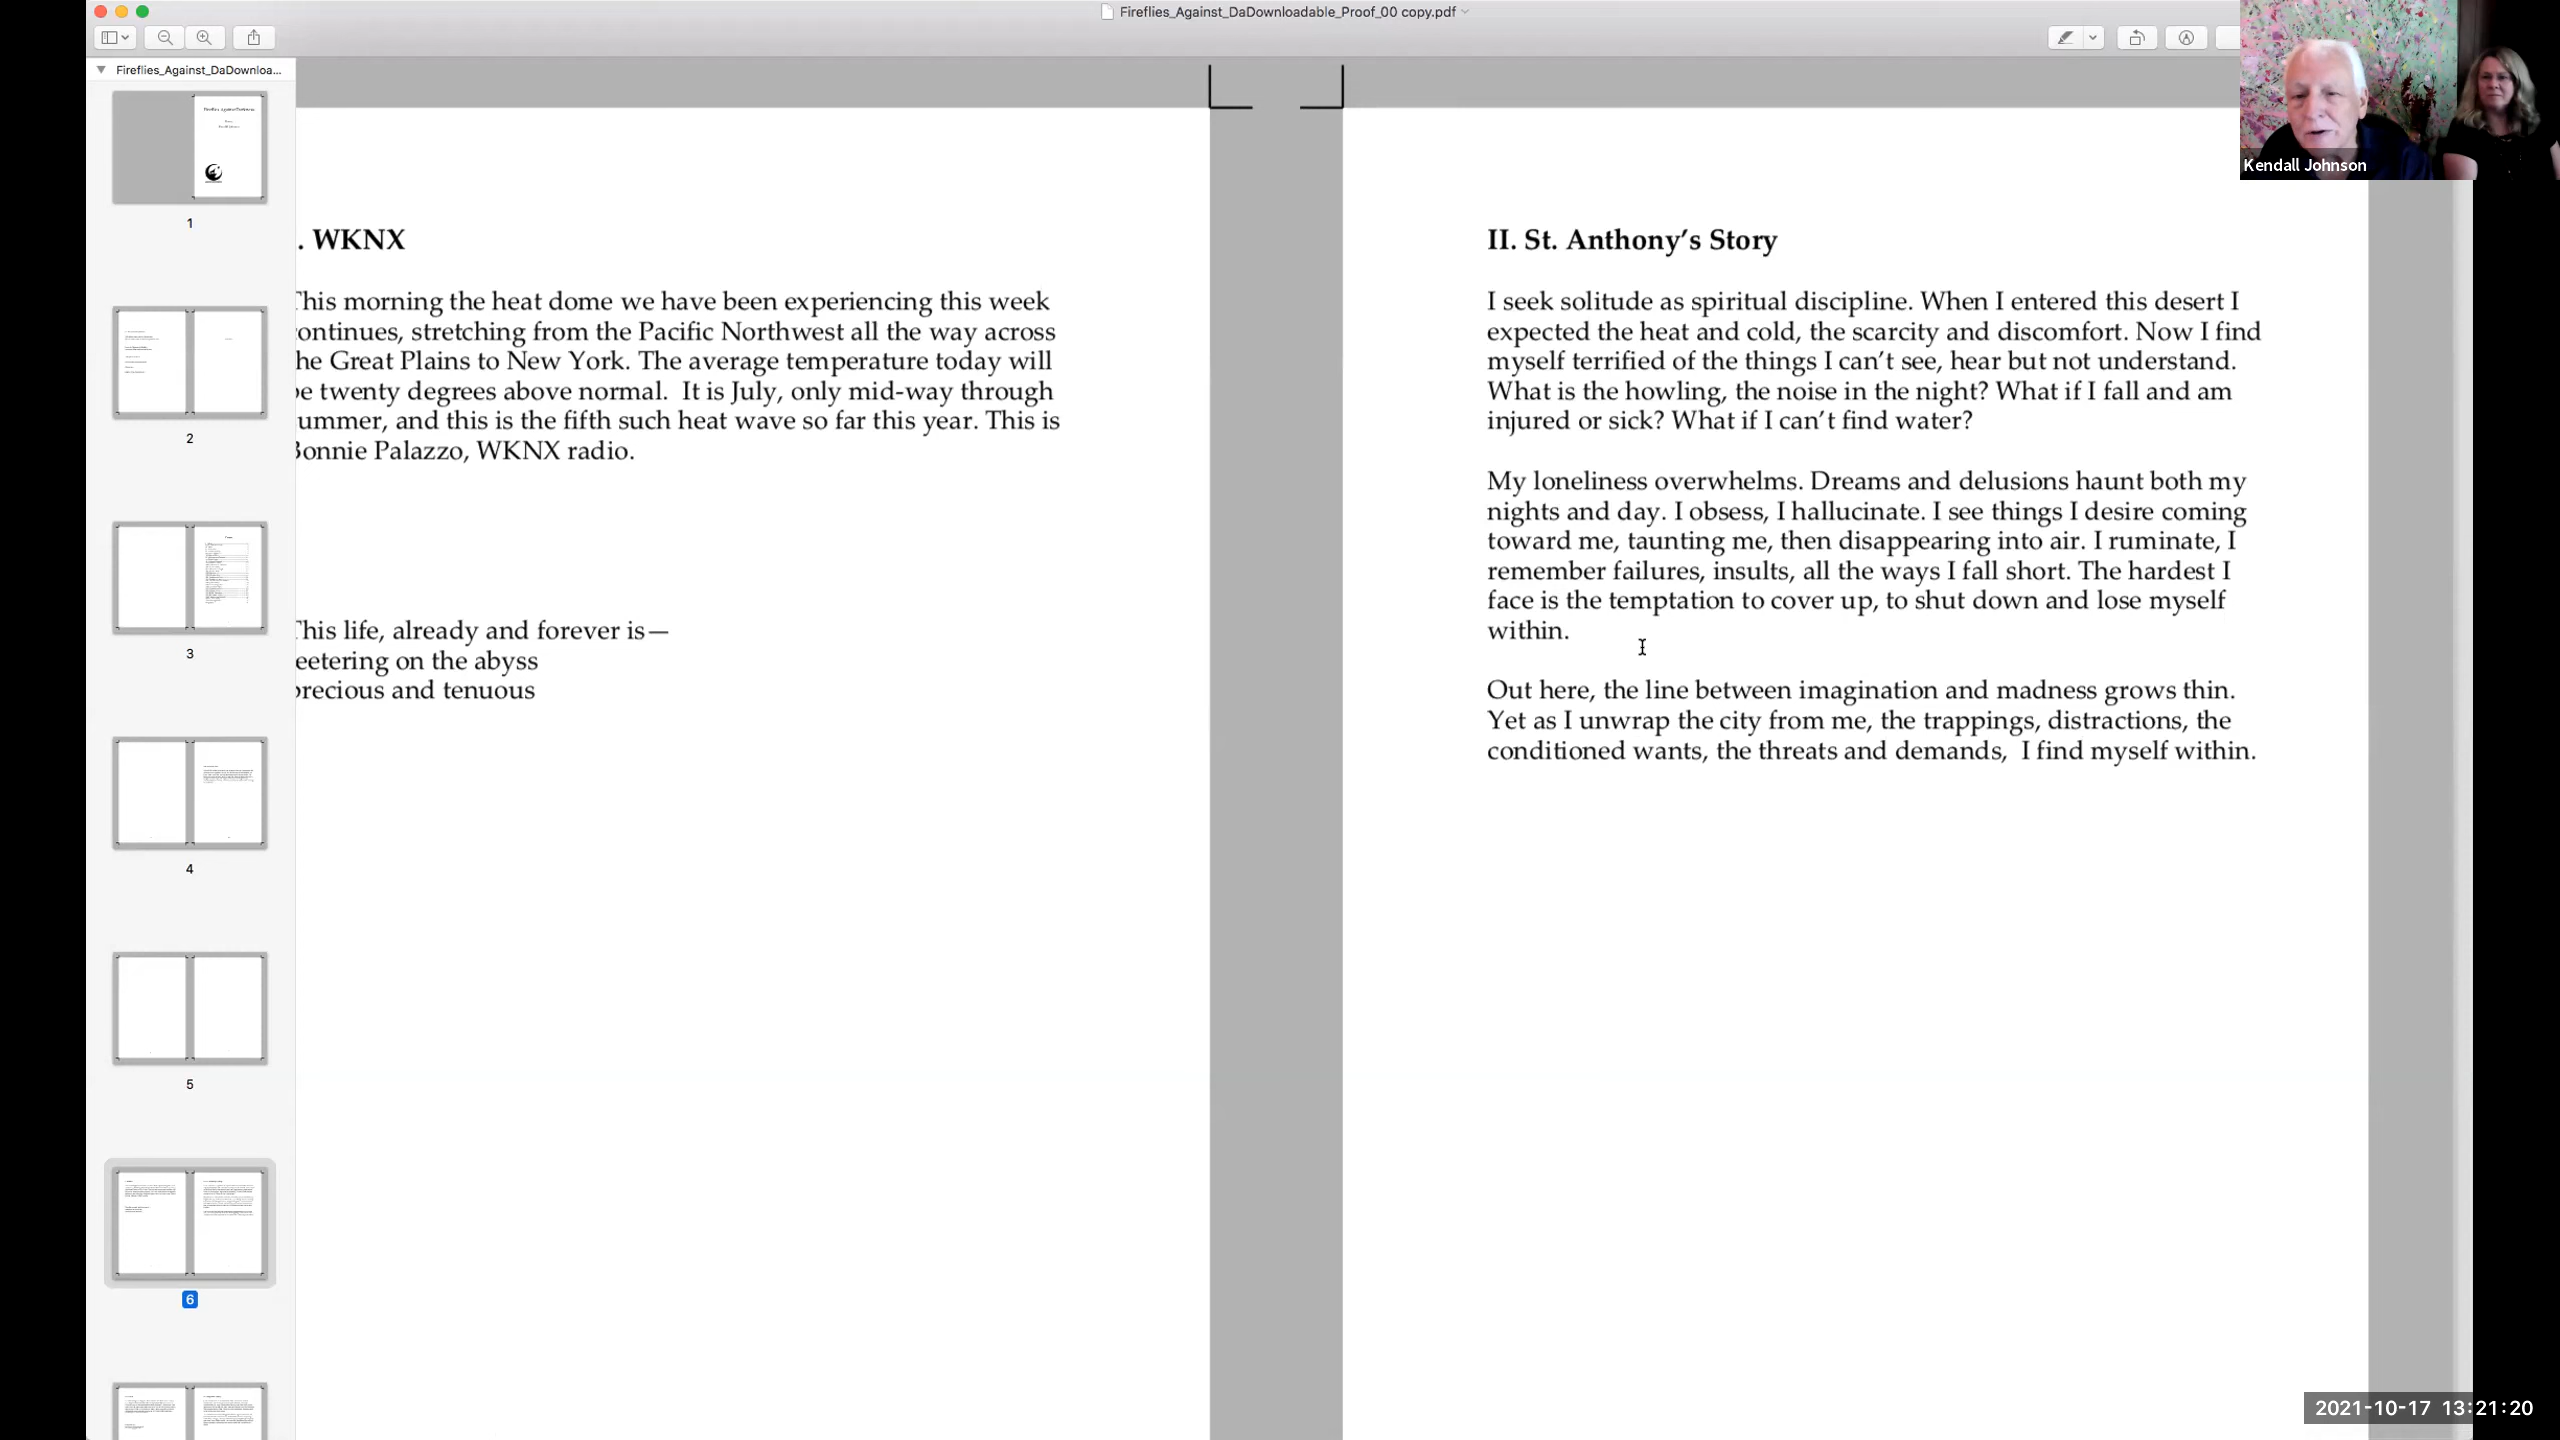 Fireflies_Against_DaDownloadable_Proof_00 copy.pdf
Fireflies_Against_DaDownloa...
1
2
3
4
5
6
. WKNX
This morning the heat dome we have been experiencing this week
continues, stretching from the Pacific Northwest all the way across
the Great Plains to New York. The average temperature today will
be twenty degrees above normal.  It is July, only mid-way through
summer, and this is the fifth such heat wave so far this year. This is
Bonnie Palazzo, WKNX radio.
This life, already and forever is—
teetering on the abyss
precious and tenuous
II. St. Anthony’s Story
I seek solitude as spiritual discipline. When I entered this desert I
expected the heat and cold, the scarcity and discomfort. Now I find
myself terrified of the things I can’t see, hear but not understand.
What is the howling, the noise in the night? What if I fall and am
injured or sick? What if I can’t find water?
My loneliness overwhelms. Dreams and delusions haunt both my
nights and day. I obsess, I hallucinate. I see things I desire coming
toward me, taunting me, then disappearing into air. I ruminate, I
remember failures, insults, all the ways I fall short. The hardest I
face is the temptation to cover up, to shut down and lose myself
within.
Out here, the line between imagination and madness grows thin.
Yet as I unwrap the city from me, the trappings, distractions, the
conditioned wants, the threats and demands,  I find myself within.
Kendall Johnson
2021-10-17 13:21:20